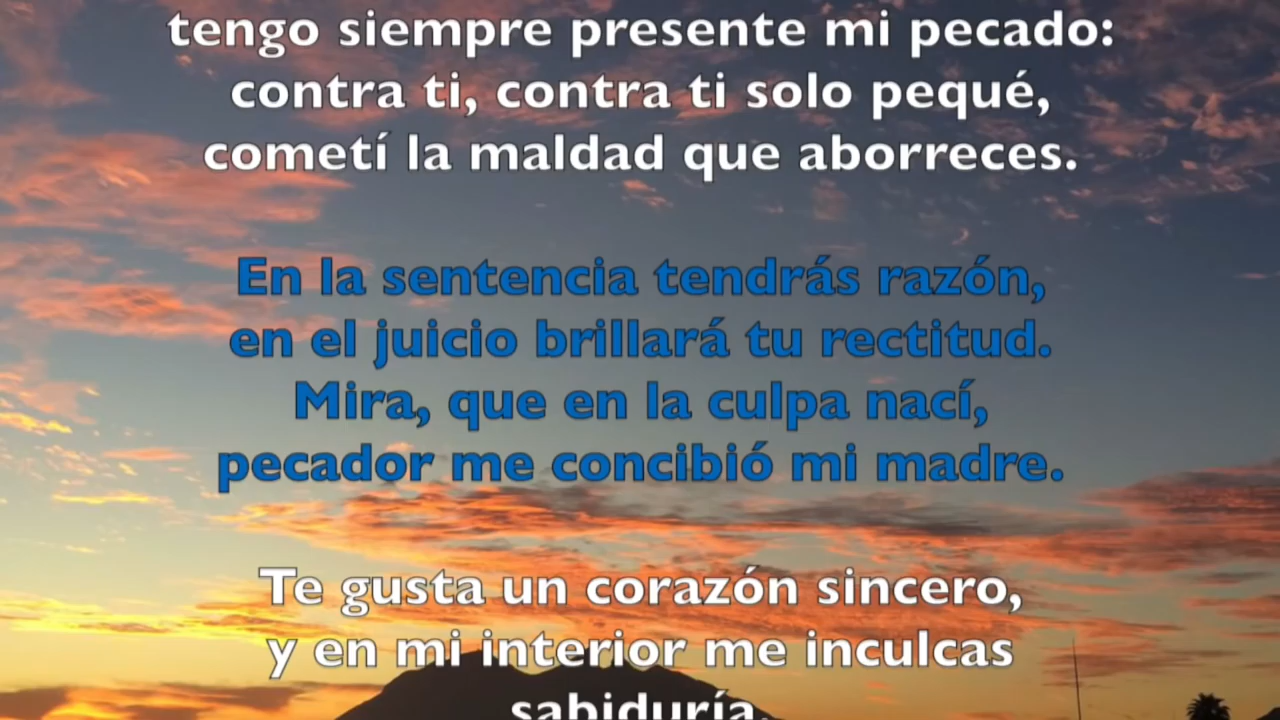 tengo siempre presente mi pecado:
contra ti, contra ti solo pequé,
cometí la maldad que aborreces.
En la sentencia tendrás razón,
en el juicio brillará tu rectitud.
Mira, que en la culpa nací,
pecador me concibió mi madre.
Te gusta un corazón sincero,
y en mi interior me inculcas
sabiduría.